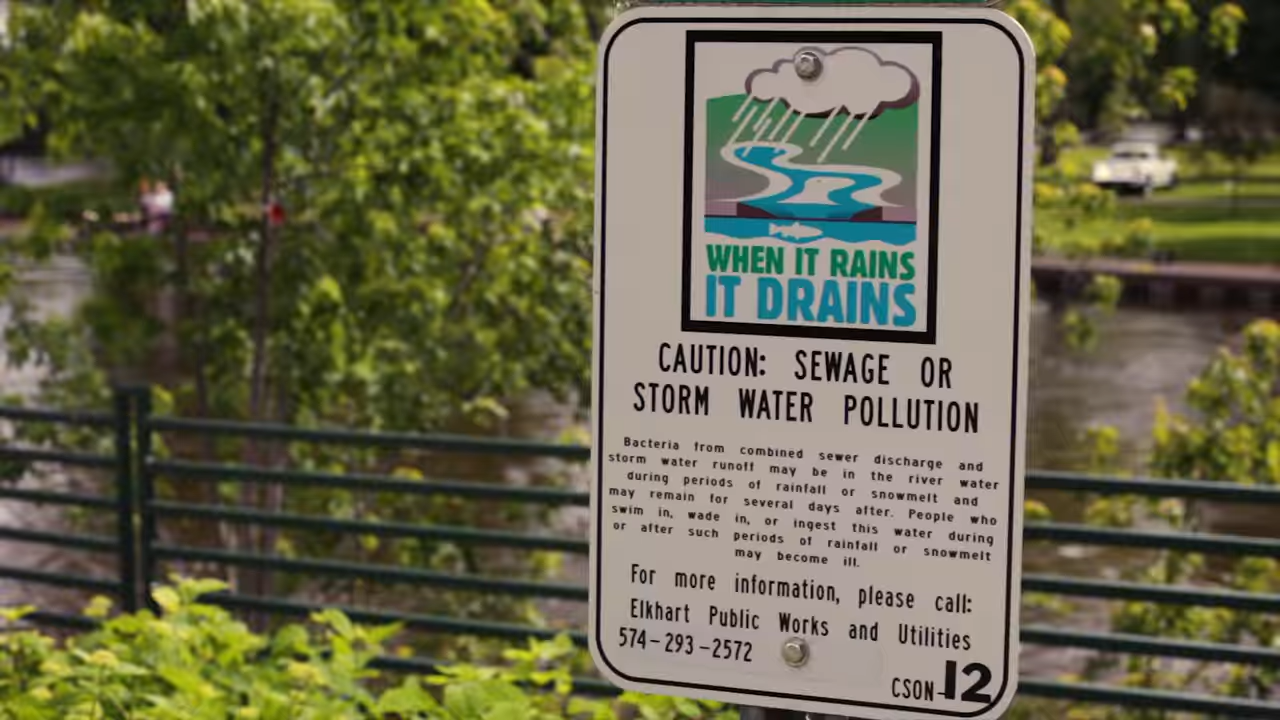 WHEN IT RAINS
IT DRAINS
CAUTION: SEWAGE OR
STORM WATER POLLUTION
Bacteria from combined sewer discharge and
storm water runoff may be in the river water
during periods of rainfall or snowmelt and
may remain for several days after. People who
swim in, wade in, or ingest this water during
or after such periods of rainfall or snowmelt
may become ill.
For more information, please call:
Elkhart Public Works and Utilities
574-293-2572
CSON-12